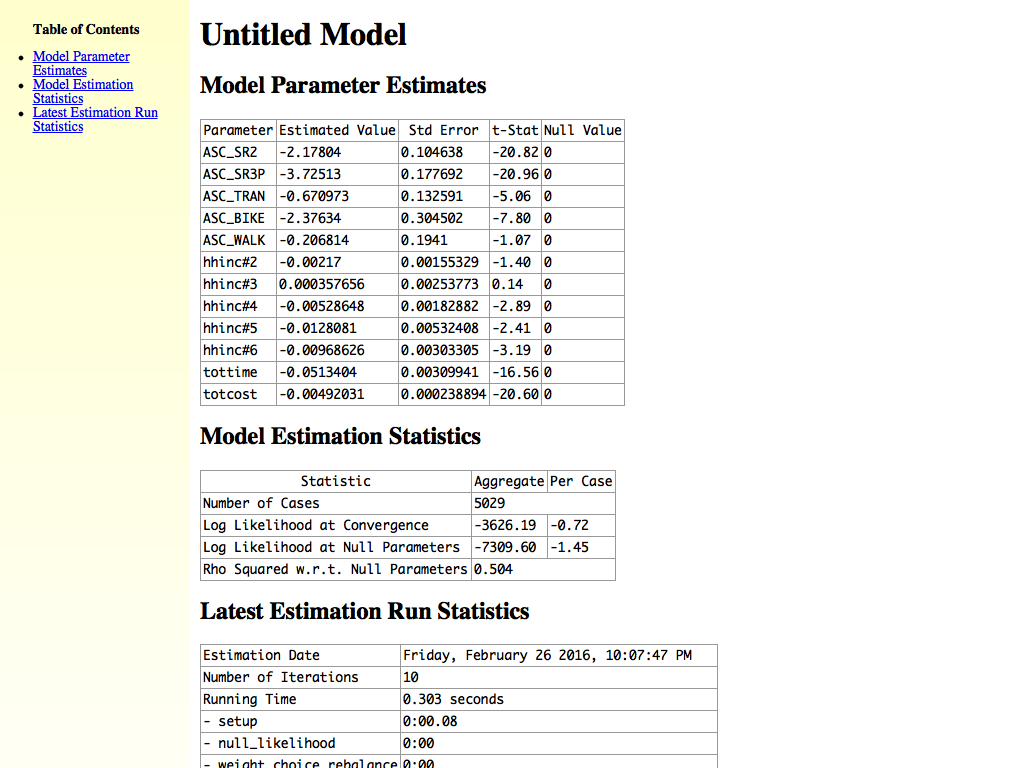 Table of Contents
Model Parameter
Estimates
Model Estimation
Statistics
Latest Estimation Run
Statistics
Untitled Model
Model Parameter Estimates
Parameter Estimated Value Std Error t-Stat Null Value
ASC_SR2 -2.17804 0.104638 -20.82 0
ASC_SR3P -3.72513 0.177692 -20.96 0
ASC_TRAN -0.670973 0.132591 -5.06 0
ASC_BIKE -2.37634 0.304502 -7.80 0
ASC_WALK -0.206814 0.1941 -1.07 0
hhinc#2 -0.00217 0.00155329 -1.40 0
hhinc#3 0.000357656 0.00253773 0.14 0
hhinc#4 -0.00528648 0.00182882 -2.89 0
hhinc#5 -0.0128081 0.00532408 -2.41 0
hhinc#6 -0.00968626 0.00303305 -3.19 0
tottime -0.0513404 0.00309941 -16.56 0
totcost -0.00492031 0.000238894 -20.60 0
Model Estimation Statistics
Statistic Aggregate Per Case
Number of Cases 5029
Log Likelihood at Convergence -3626.19 -0.72
Log Likelihood at Null Parameters -7309.60 -1.45
Rho Squared w.r.t. Null Parameters 0.504
Latest Estimation Run Statistics
Estimation Date Friday, February 26 2016, 10:07:47 PM
Number of Iterations 10
Running Time 0.303 seconds
- setup 0:00.08
- null_likelihood 0:00
- weight choice rebalance 0:00